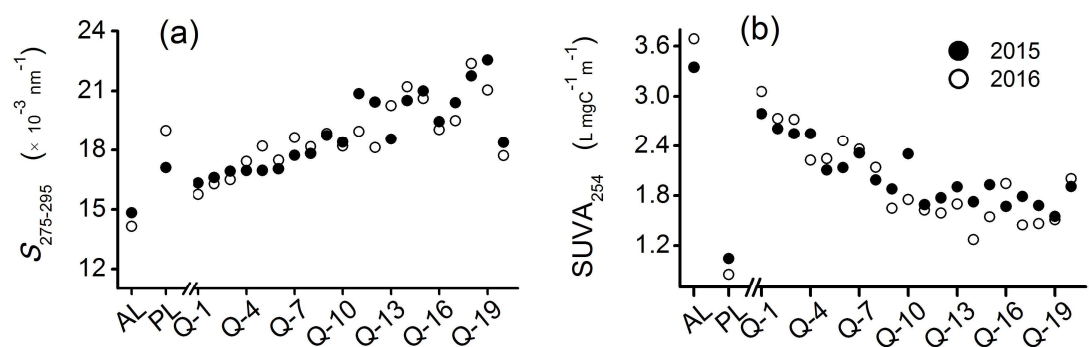 (a)
S275-295 (× 10⁻³ nm⁻¹)
24
21
18
15
12
AL PL Q-1 Q-4 Q-7 Q-10 Q-13 Q-16 Q-19
(b)
SUVA254 (L mgC⁻¹ m⁻¹)
3.6
3.0
2.4
1.8
1.2
2015
2016
AL PL Q-1 Q-4 Q-7 Q-10 Q-13 Q-16 Q-19